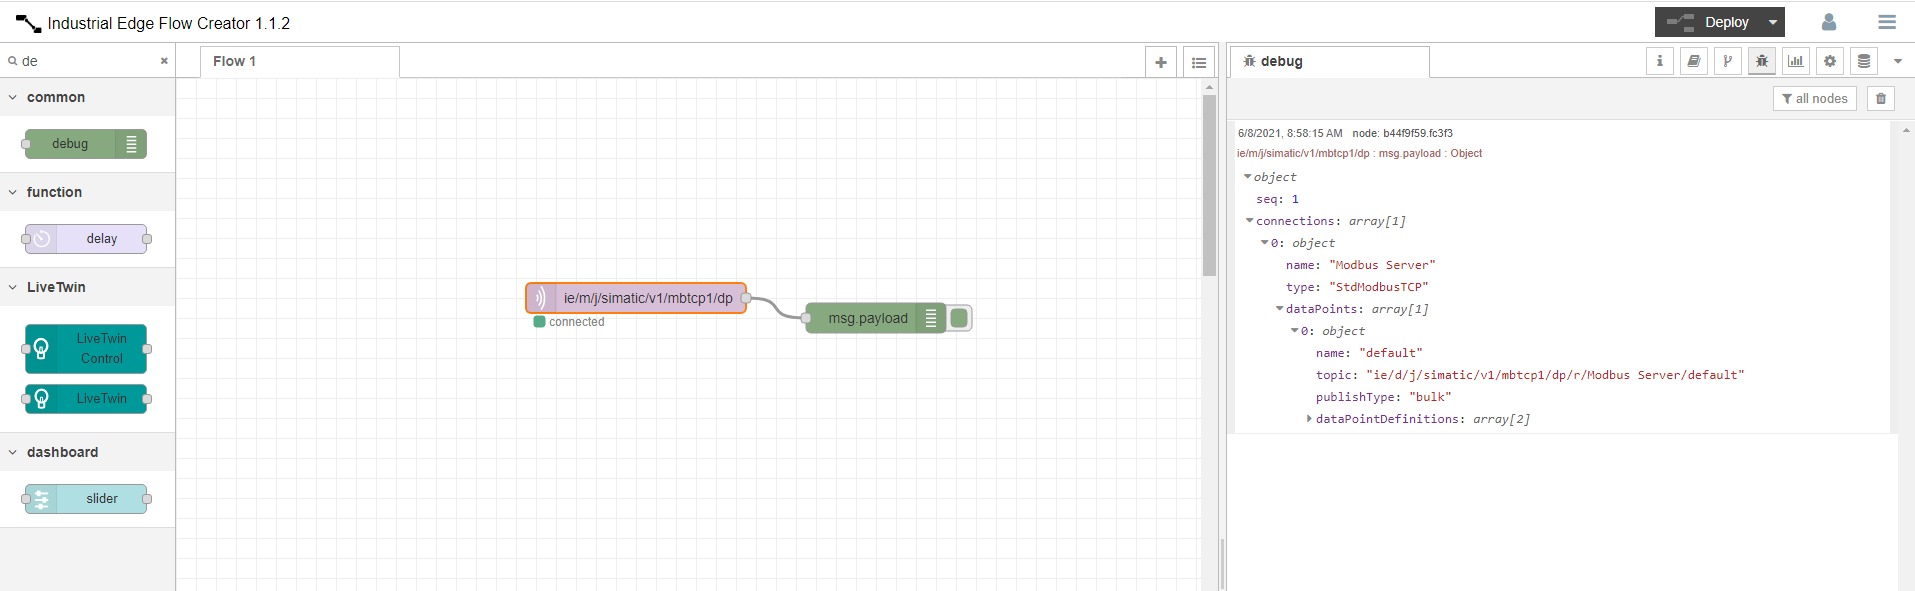 Industrial Edge Flow Creator 1.1.2
Deploy
de
Flow 1
debug
common
debug
function
delay
LiveTwin
LiveTwin
Control
LiveTwin
dashboard
slider
ie/m/j/simatic/v1/mbtcp1/dp
connected
msg.payload
all nodes
6/8/2021, 8:58:15 AM node: b44f9f59.fc3f3
ie/m/j/simatic/v1/mbtcp1/dp : msg.payload : Object
object
seq: 1
connections: array[1]
0: object
name: "Modbus Server"
type: "StdModbusTCP"
dataPoints: array[1]
0: object
name: "default"
topic: "ie/d/j/simatic/v1/mbtcp1/dp/r/Modbus Server/default"
publishType: "bulk"
dataPointDefinitions: array[2]